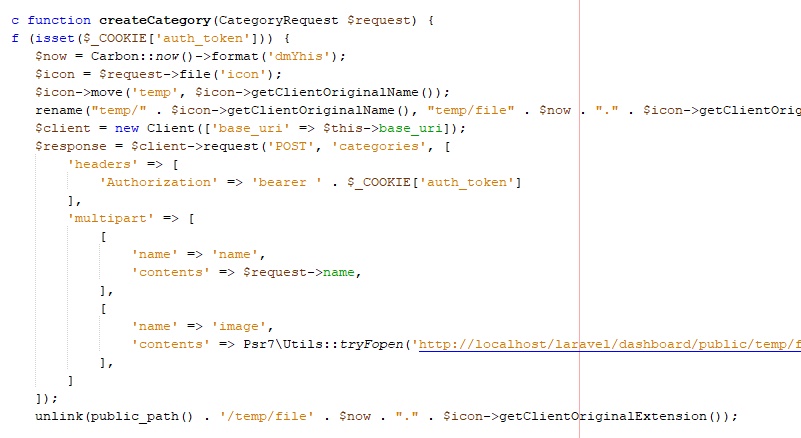 c function createCategory(CategoryRequest $request) {
f (isset($_COOKIE['auth_token'])) {
$now = Carbon::now()->format('dmYhis');
$icon = $request->file('icon');
$icon->move('temp', $icon->getClientOriginalName());
rename("temp/" . $icon->getClientOriginalName(), "temp/file" . $now . "." . $icon->getClientOrig
$client = new Client(['base_uri' => $this->base_uri]);
$response = $client->request('POST', 'categories', [
'headers' => [
'Authorization' => 'bearer ' . $_COOKIE['auth_token']
],
'multipart' => [
[
'name' => 'name',
'contents' => $request->name,
],
[
'name' => 'image',
'contents' => Psr7\Utils::tryFopen('http://localhost/laravel/dashboard/public/temp/f
],
]
]);
unlink(public_path() . '/temp/file' . $now . "." . $icon->getClientOriginalExtension());